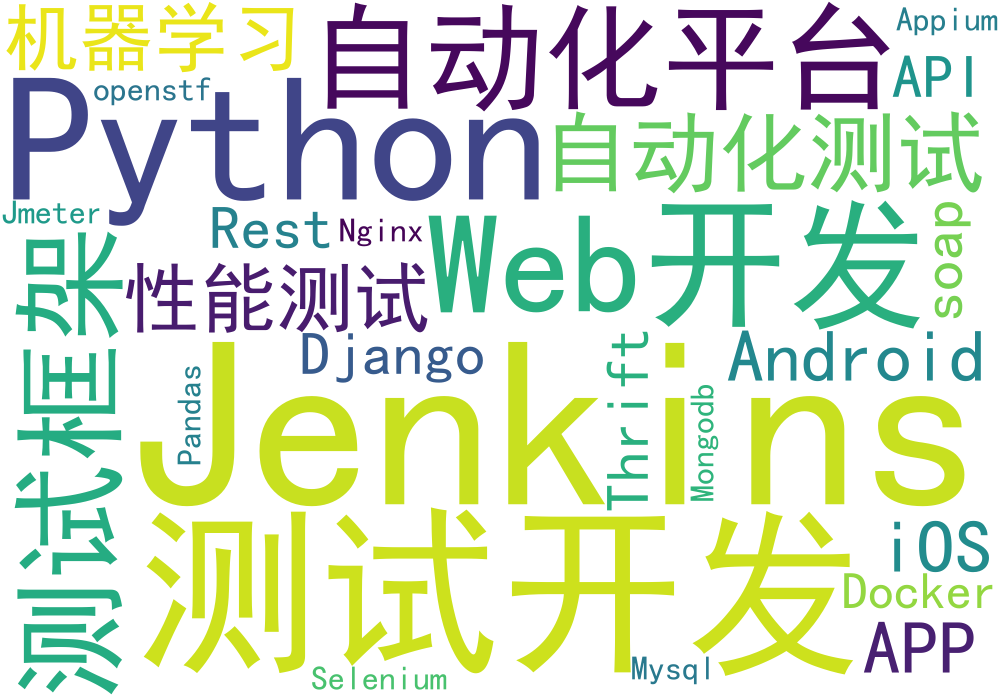 机器学习
自动化平台
Appium
openstf
API
Python
自动化测试
Jmeter
Rest
Nginx
Web开发
soap
测试框架
性能测试
Django
Thrift
Android
Pandas
Jenkins
Mongodb
测试开发
iOS
Docker
APP
Selenium
Mysql